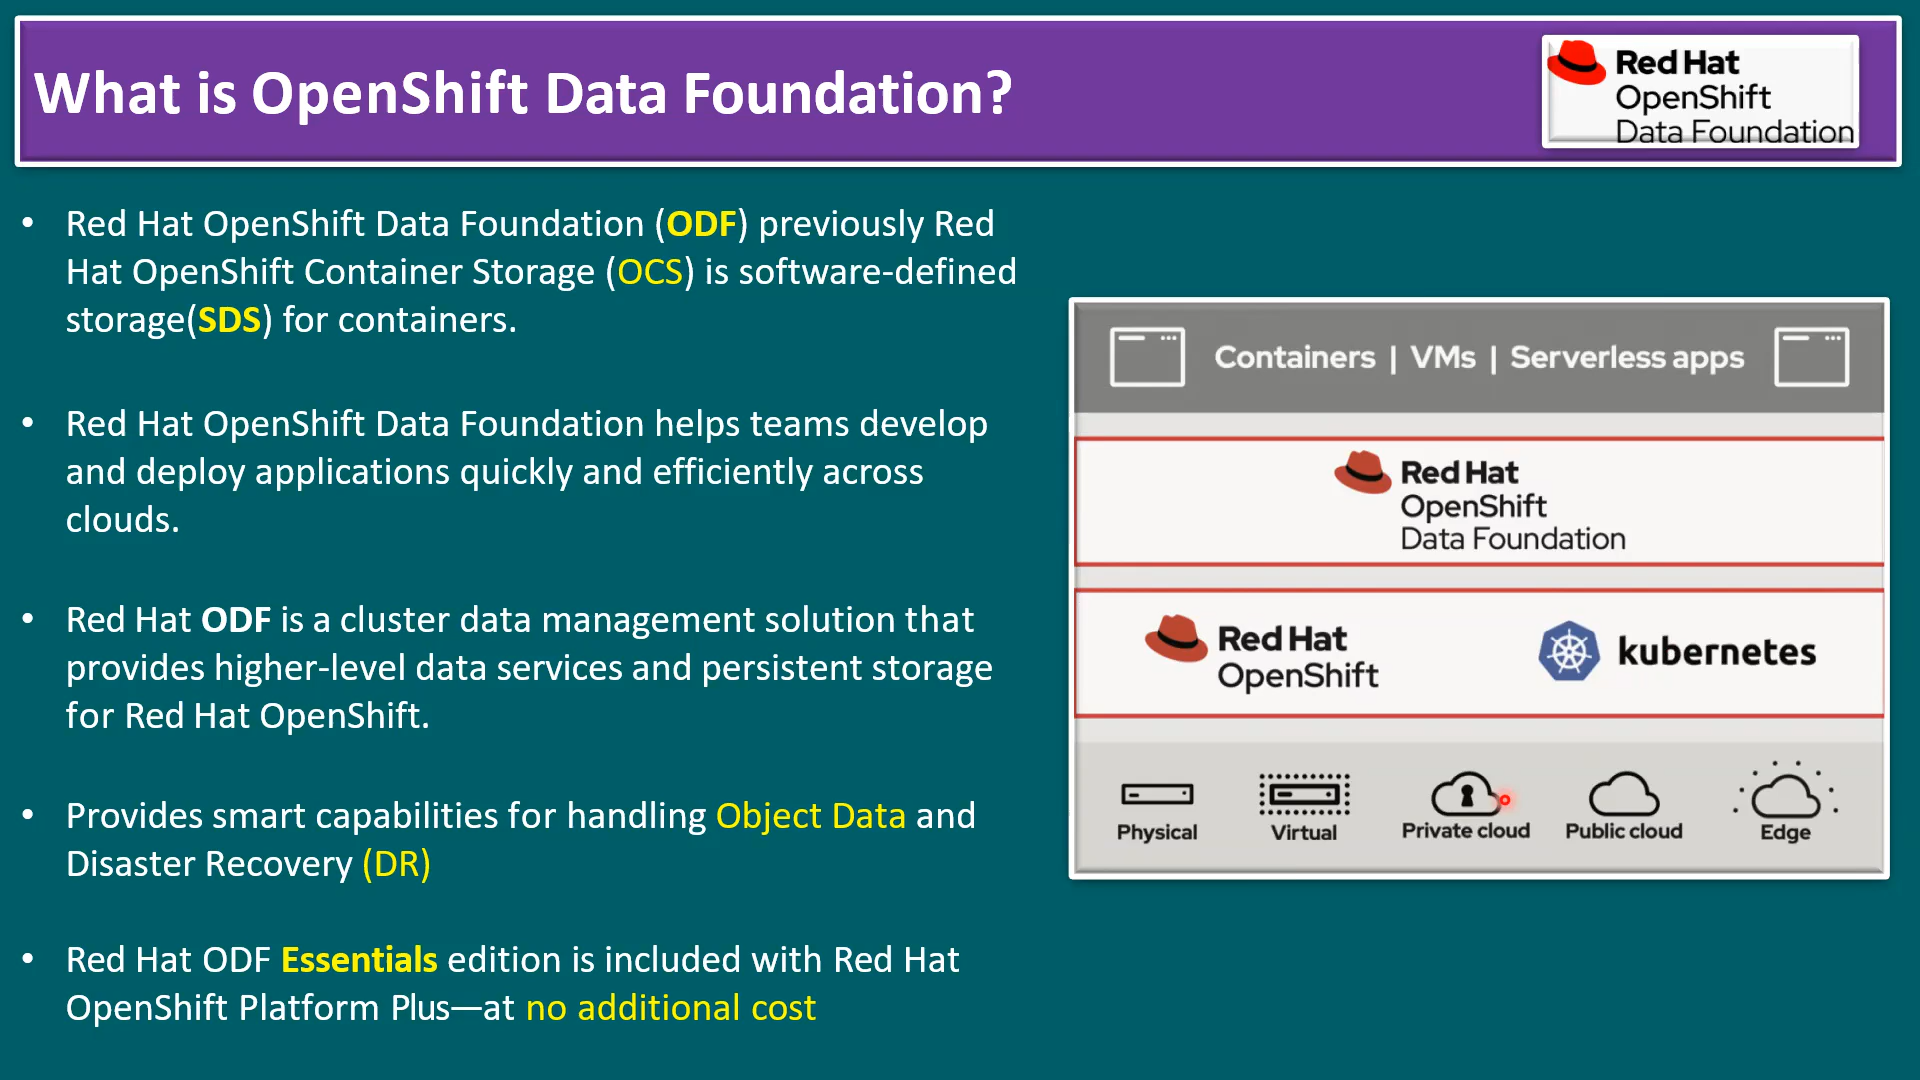 What is OpenShift Data Foundation?
Red Hat
OpenShift
Data Foundation
• Red Hat OpenShift Data Foundation (ODF) previously Red
Hat OpenShift Container Storage (OCS) is software-defined
storage(SDS) for containers.
• Red Hat OpenShift Data Foundation helps teams develop
and deploy applications quickly and efficiently across
clouds.
• Red Hat ODF is a cluster data management solution that
provides higher-level data services and persistent storage
for Red Hat OpenShift.
• Provides smart capabilities for handling Object Data and
Disaster Recovery (DR)
• Red Hat ODF Essentials edition is included with Red Hat
OpenShift Platform Plus—at no additional cost
Containers | VMs | Serverless apps
Red Hat
OpenShift
Data Foundation
Red Hat
OpenShift
kubernetes
Physical
Virtual
Private cloud
Public cloud
Edge